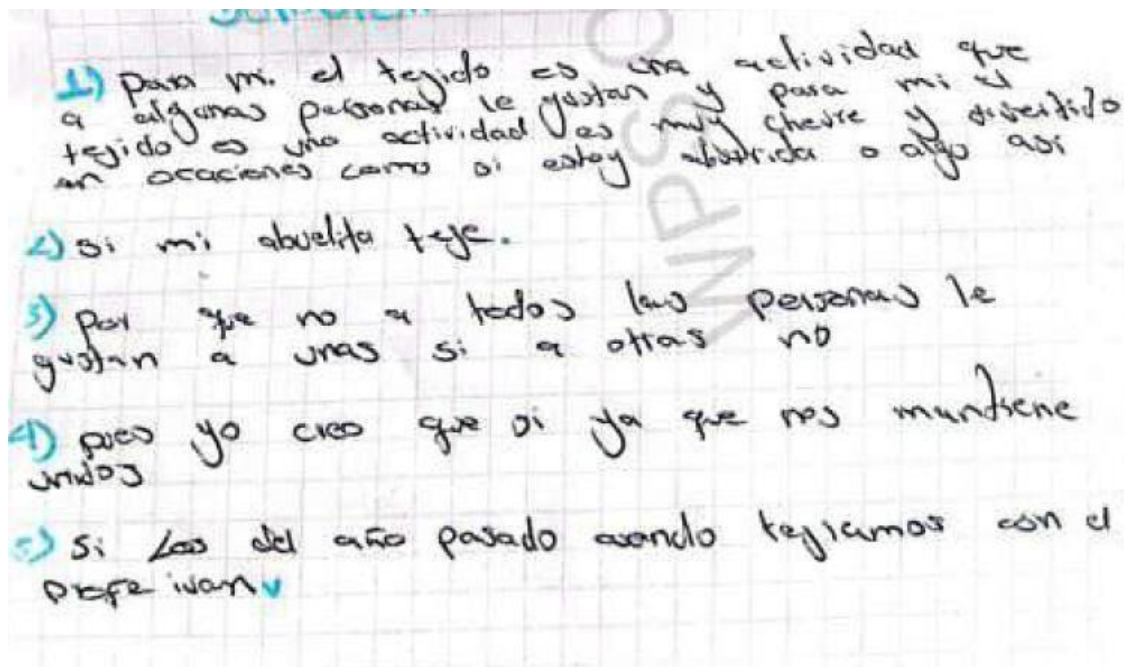 1) para mi el tejido es una actividad que
a algunas personas le gustan y para mi el
tejido es una actividad es muy chevre y divertido
en ocaciones como si estoy aburrida o algo asi
2) si mi abuelita teje.
3) por que no a todos las personas le
gustan a unas si a otras no
4) pues yo creo que si ya que nos mantiene
unidos
5) si Los del año pasado cuando tejiamos con el
profe ivan